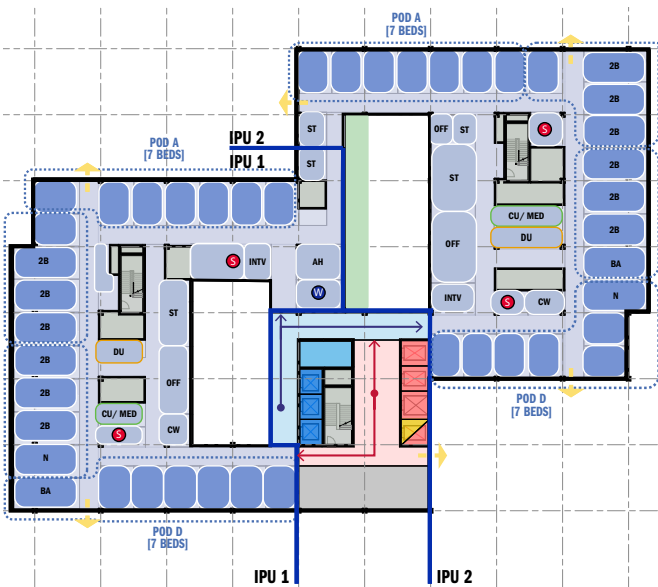 POD A
[7 BEDS]
2B
2B
2B
2B
2B
2B
BA
N
OFF
ST
ST
ST
ST
OFF
INTV
S
CU/ MED
DU
S
CW
POD D
[7 BEDS]
IPU 2
IPU 1
POD A
[7 BEDS]
2B
2B
2B
2B
2B
2B
N
BA
S
INTV
AH
W
ST
DU
OFF
CU/ MED
S
CW
POD D
[7 BEDS]
IPU 1
IPU 2